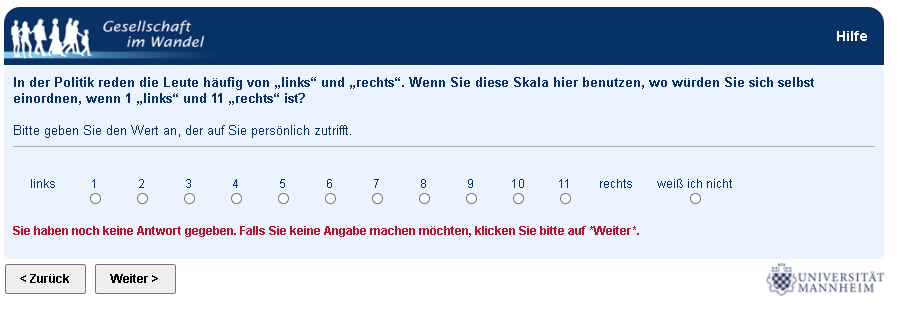 Gesellschaft
im Wandel
Hilfe
In der Politik reden die Leute häufig von „links“ und „rechts“. Wenn Sie diese Skala hier benutzen, wo würden Sie sich selbst
einordnen, wenn 1 „links“ und 11 „rechts“ ist?
Bitte geben Sie den Wert an, der auf Sie persönlich zutrifft.
links 1 2 3 4 5 6 7 8 9 10 11 rechts weiß ich nicht
Sie haben noch keine Antwort gegeben. Falls Sie keine Angabe machen möchten, klicken Sie bitte auf *Weiter*.
< Zurück Weiter >
UNIVERSITÄT
MANNHEIM